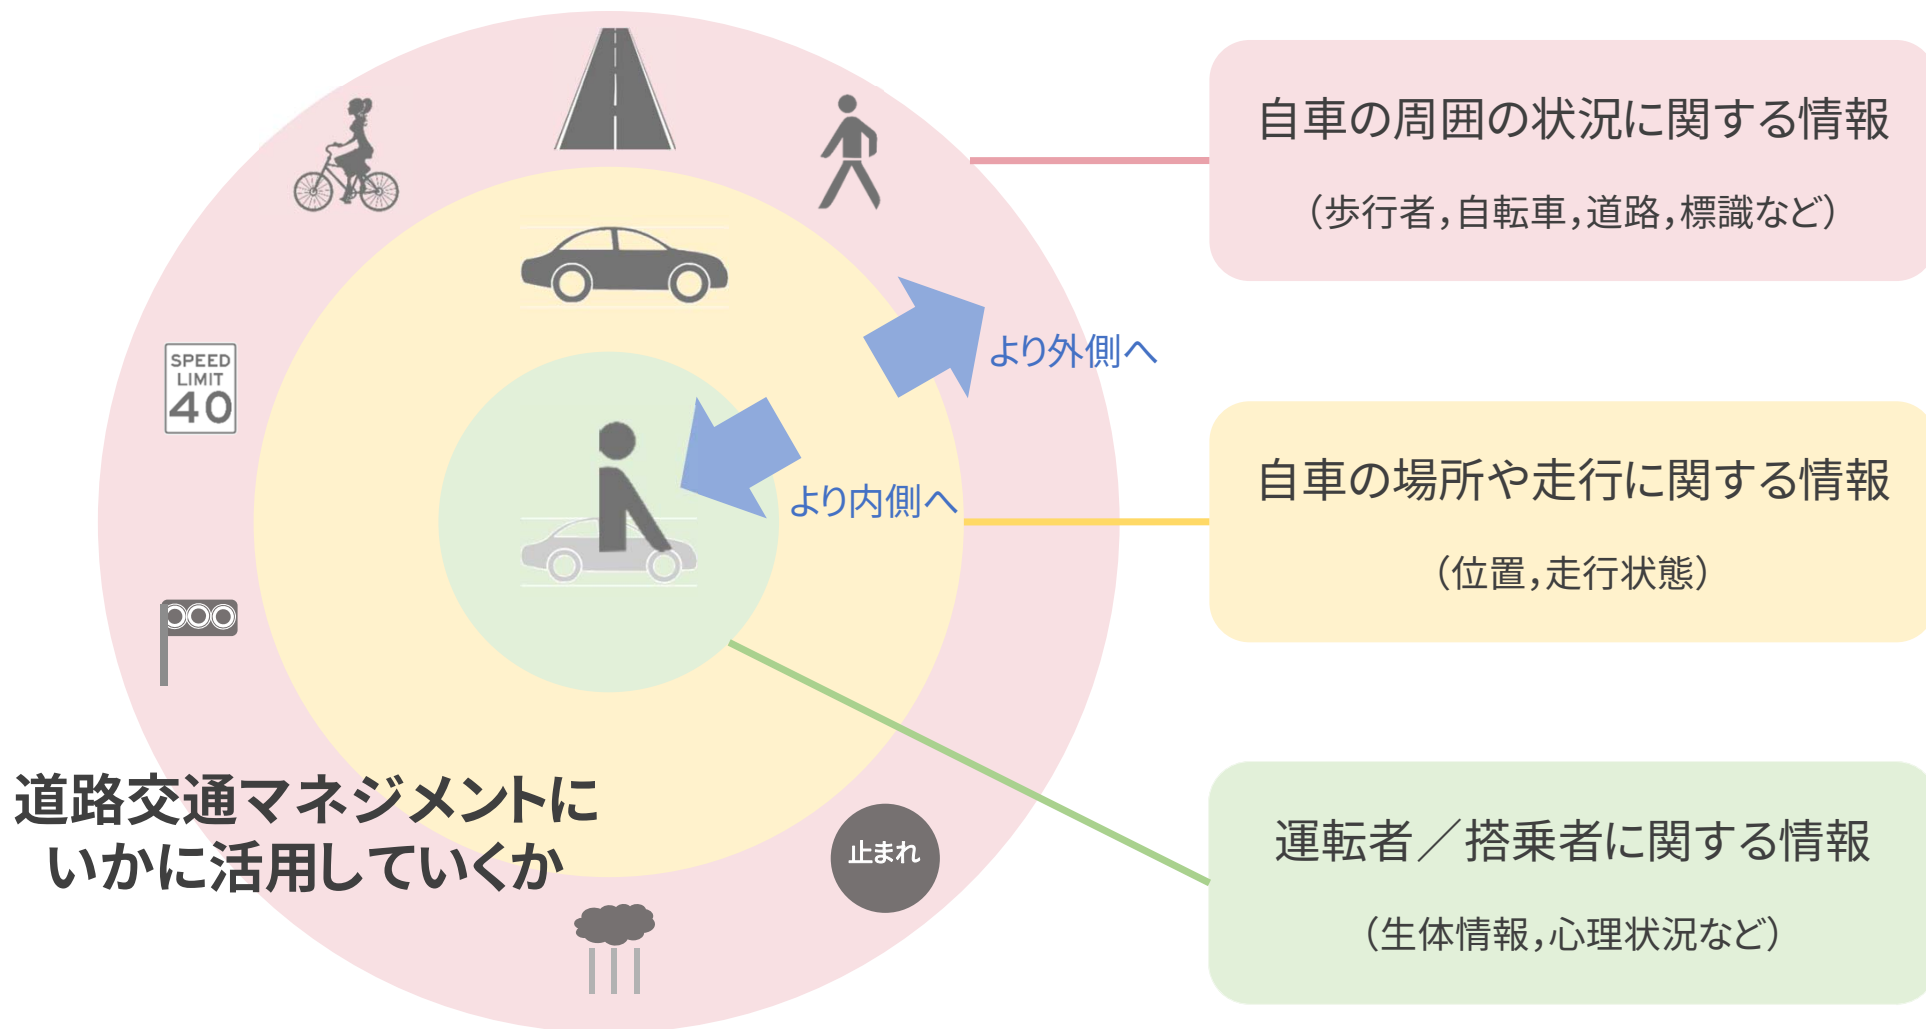 自車の周囲の状況に関する情報
（歩行者，自転車，道路，標識など）
SPEED
LIMIT
40
より外側へ
より内側へ
自車の場所や走行に関する情報
（位置，走行状態）
道路交通マネジメントに
いかに活用していくか
止まれ
運転者／搭乗者に関する情報
（生体情報，心理状況など）